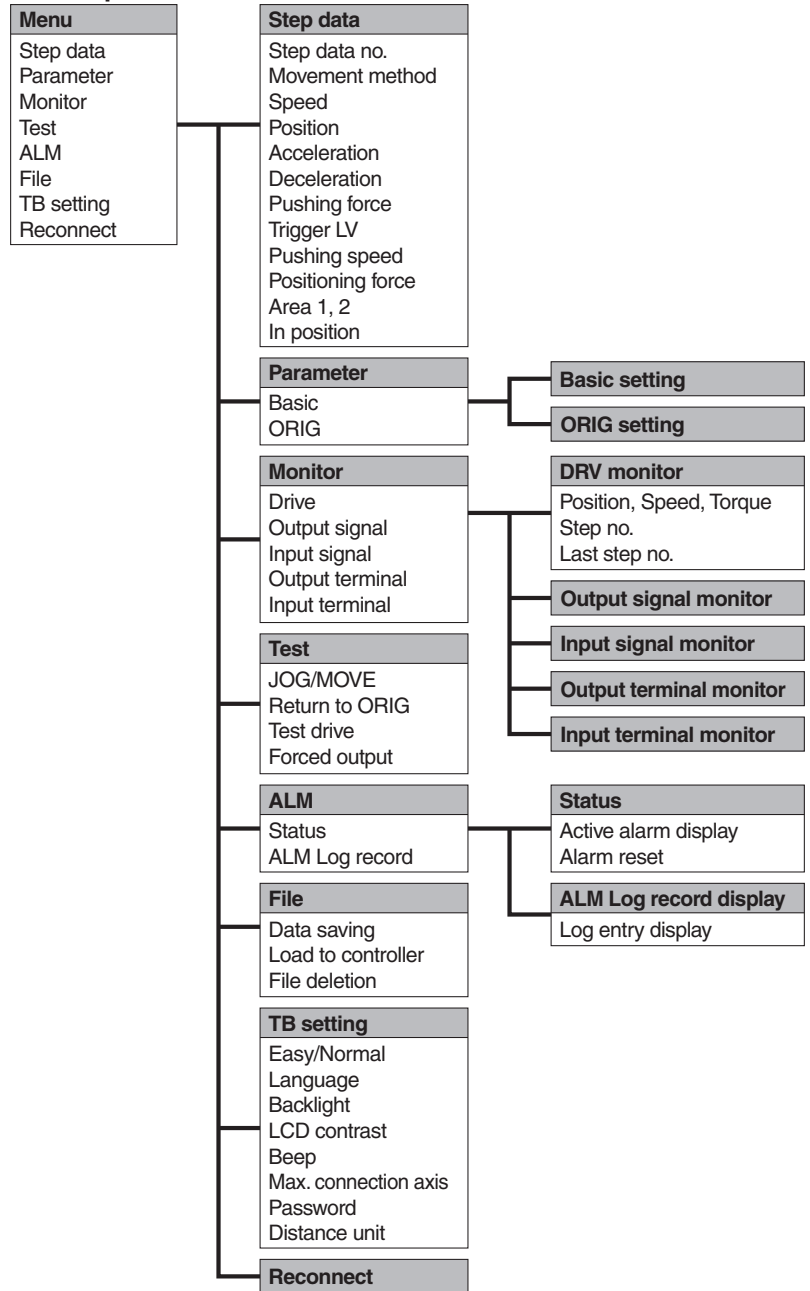 Menu
Step data
Parameter
Monitor
Test
ALM
File
TB setting
Reconnect
Step data
Step data no.
Movement method
Speed
Position
Acceleration
Deceleration
Pushing force
Trigger LV
Pushing speed
Positioning force
Area 1, 2
In position
Parameter
Basic
ORIG
Basic setting
ORIG setting
Monitor
Drive
Output signal
Input signal
Output terminal
Input terminal
DRV monitor
Position, Speed, Torque
Step no.
Last step no.
Output signal monitor
Input signal monitor
Output terminal monitor
Input terminal monitor
Test
JOG/MOVE
Return to ORIG
Test drive
Forced output
ALM
Status
ALM Log record
Status
Active alarm display
Alarm reset
ALM Log record display
Log entry display
File
Data saving
Load to controller
File deletion
TB setting
Easy/Normal
Language
Backlight
LCD contrast
Beep
Max. connection axis
Password
Distance unit
Reconnect